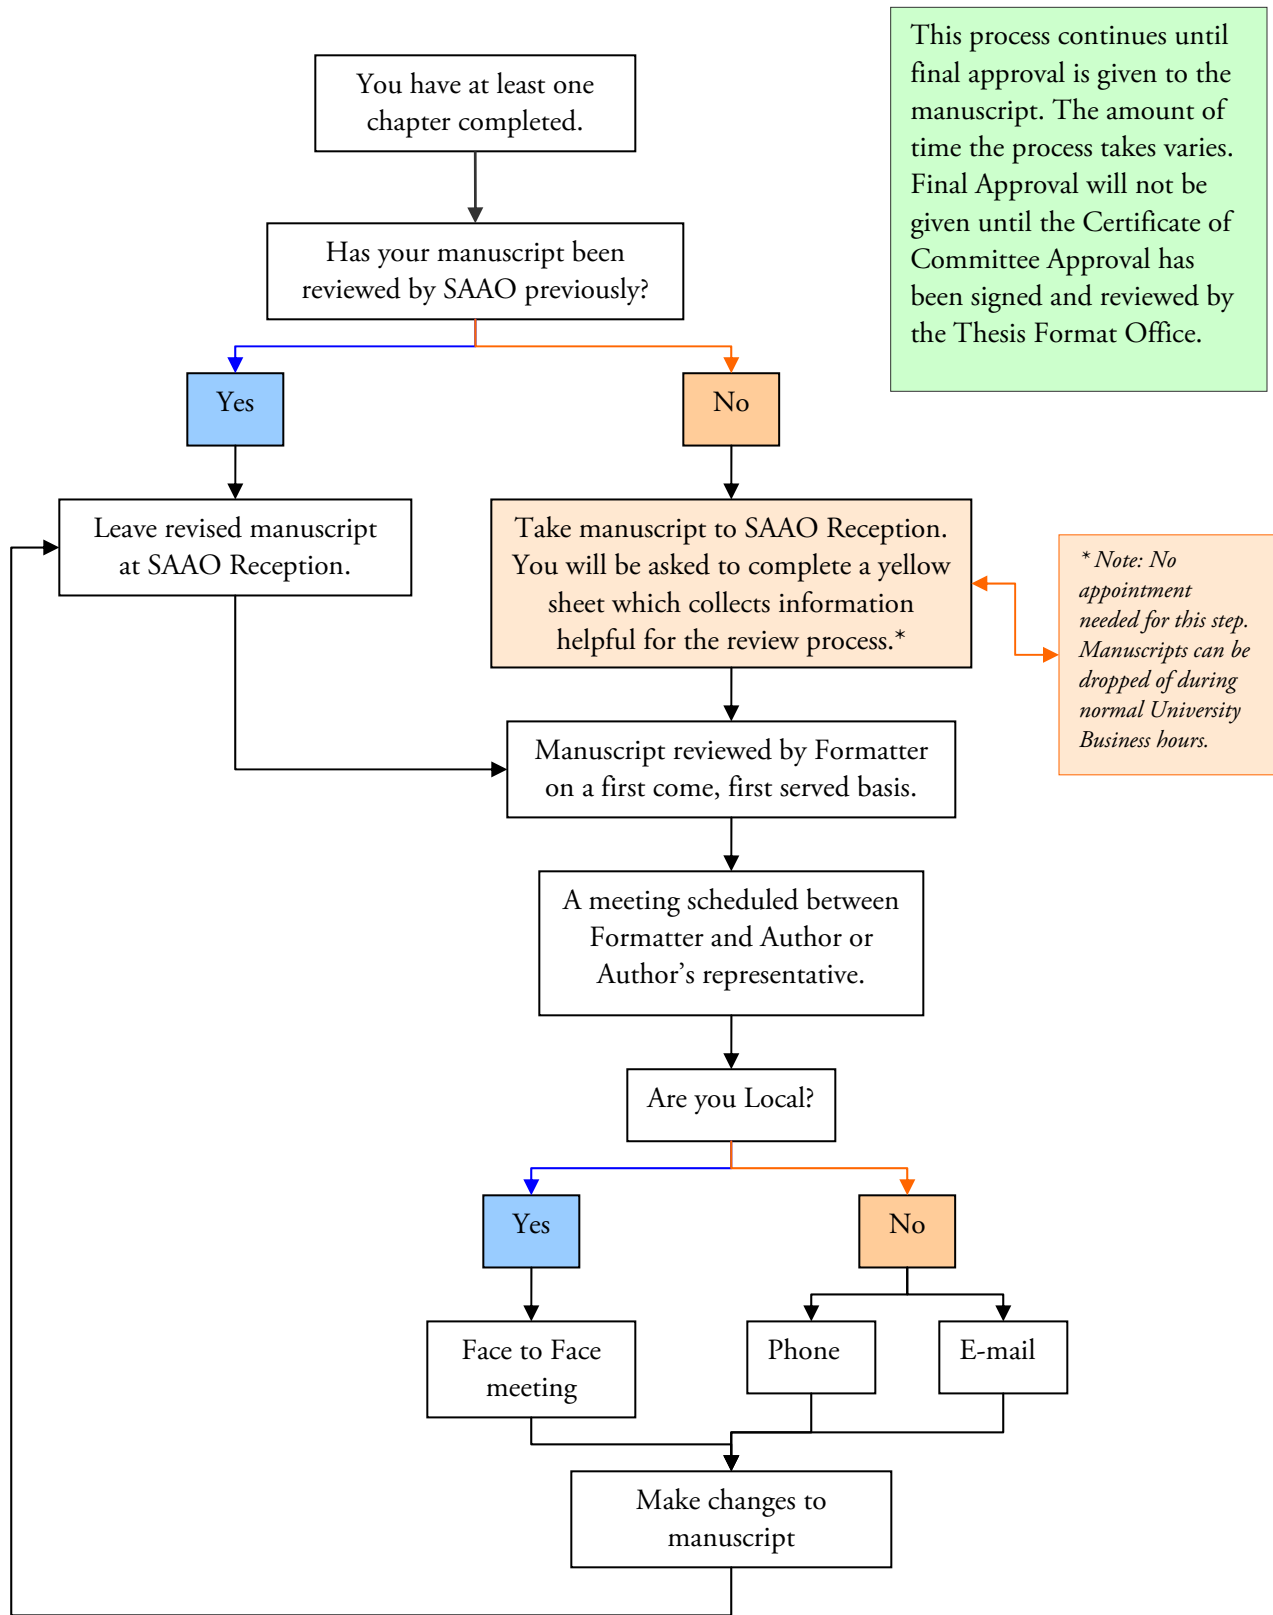 You have at least one
chapter completed.
This process continues until
final approval is given to the
manuscript. The amount of
time the process takes varies.
Final Approval will not be
given until the Certificate of
Committee Approval has
been signed and reviewed by
the Thesis Format Office.
Has your manuscript been
reviewed by SAAO previously?
Yes
No
Leave revised manuscript
at SAAO Reception.
Take manuscript to SAAO Reception.
You will be asked to complete a yellow
sheet which collects information
helpful for the review process.*
* Note: No
appointment
needed for this step.
Manuscripts can be
dropped of during
normal University
Business hours.
Manuscript reviewed by Formatter
on a first come, first served basis.
A meeting scheduled between
Formatter and Author or
Author’s representative.
Are you Local?
Yes
No
Face to Face
meeting
Phone
E-mail
Make changes to
manuscript